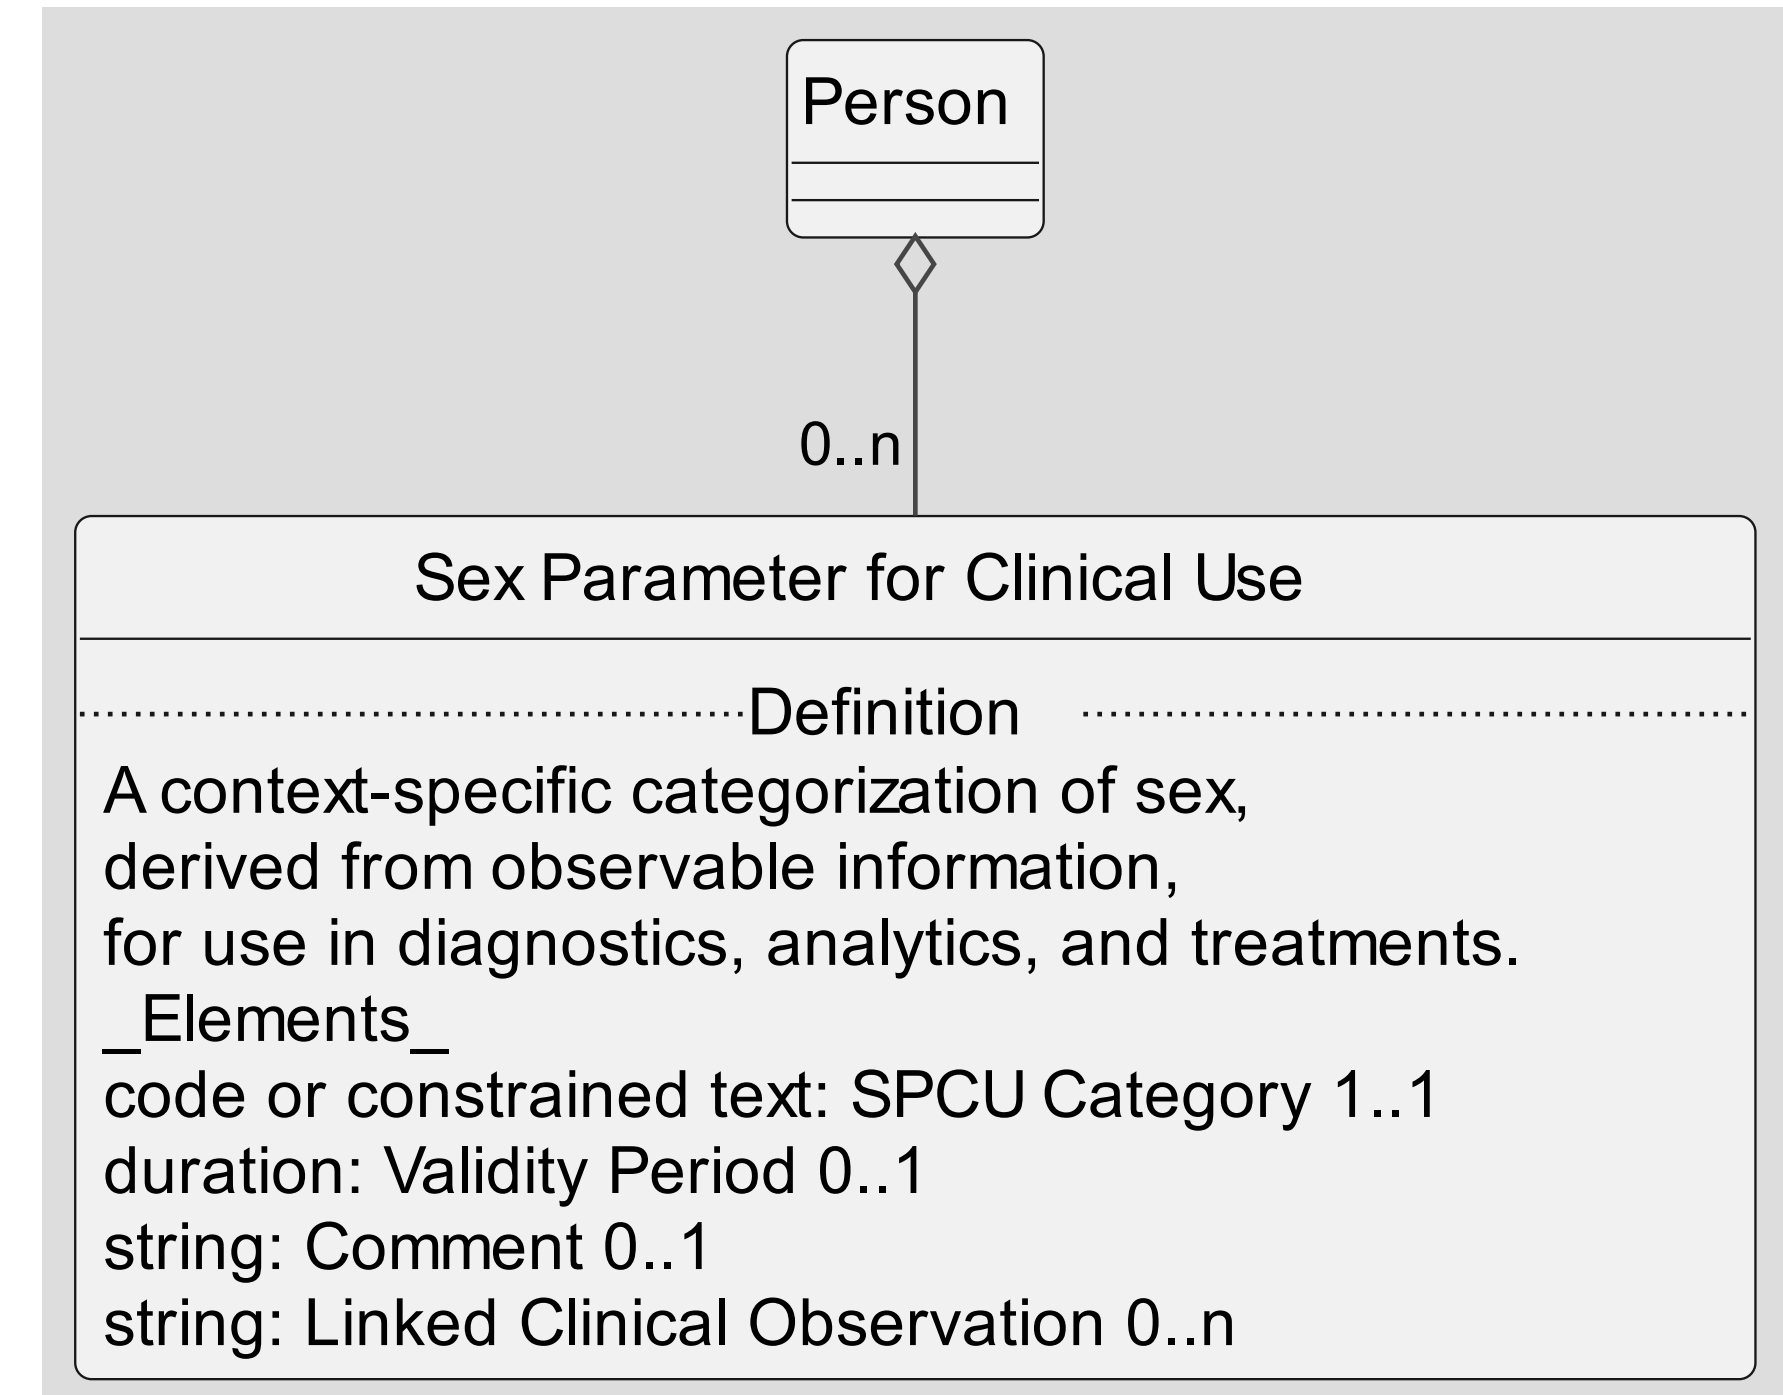 Person
0..n
Sex Parameter for Clinical Use
Definition
A context-specific categorization of sex,
derived from observable information,
for use in diagnostics, analytics, and treatments.
_Elements_
code or constrained text: SPCU Category 1..1
duration: Validity Period 0..1
string: Comment 0..1
string: Linked Clinical Observation 0..n